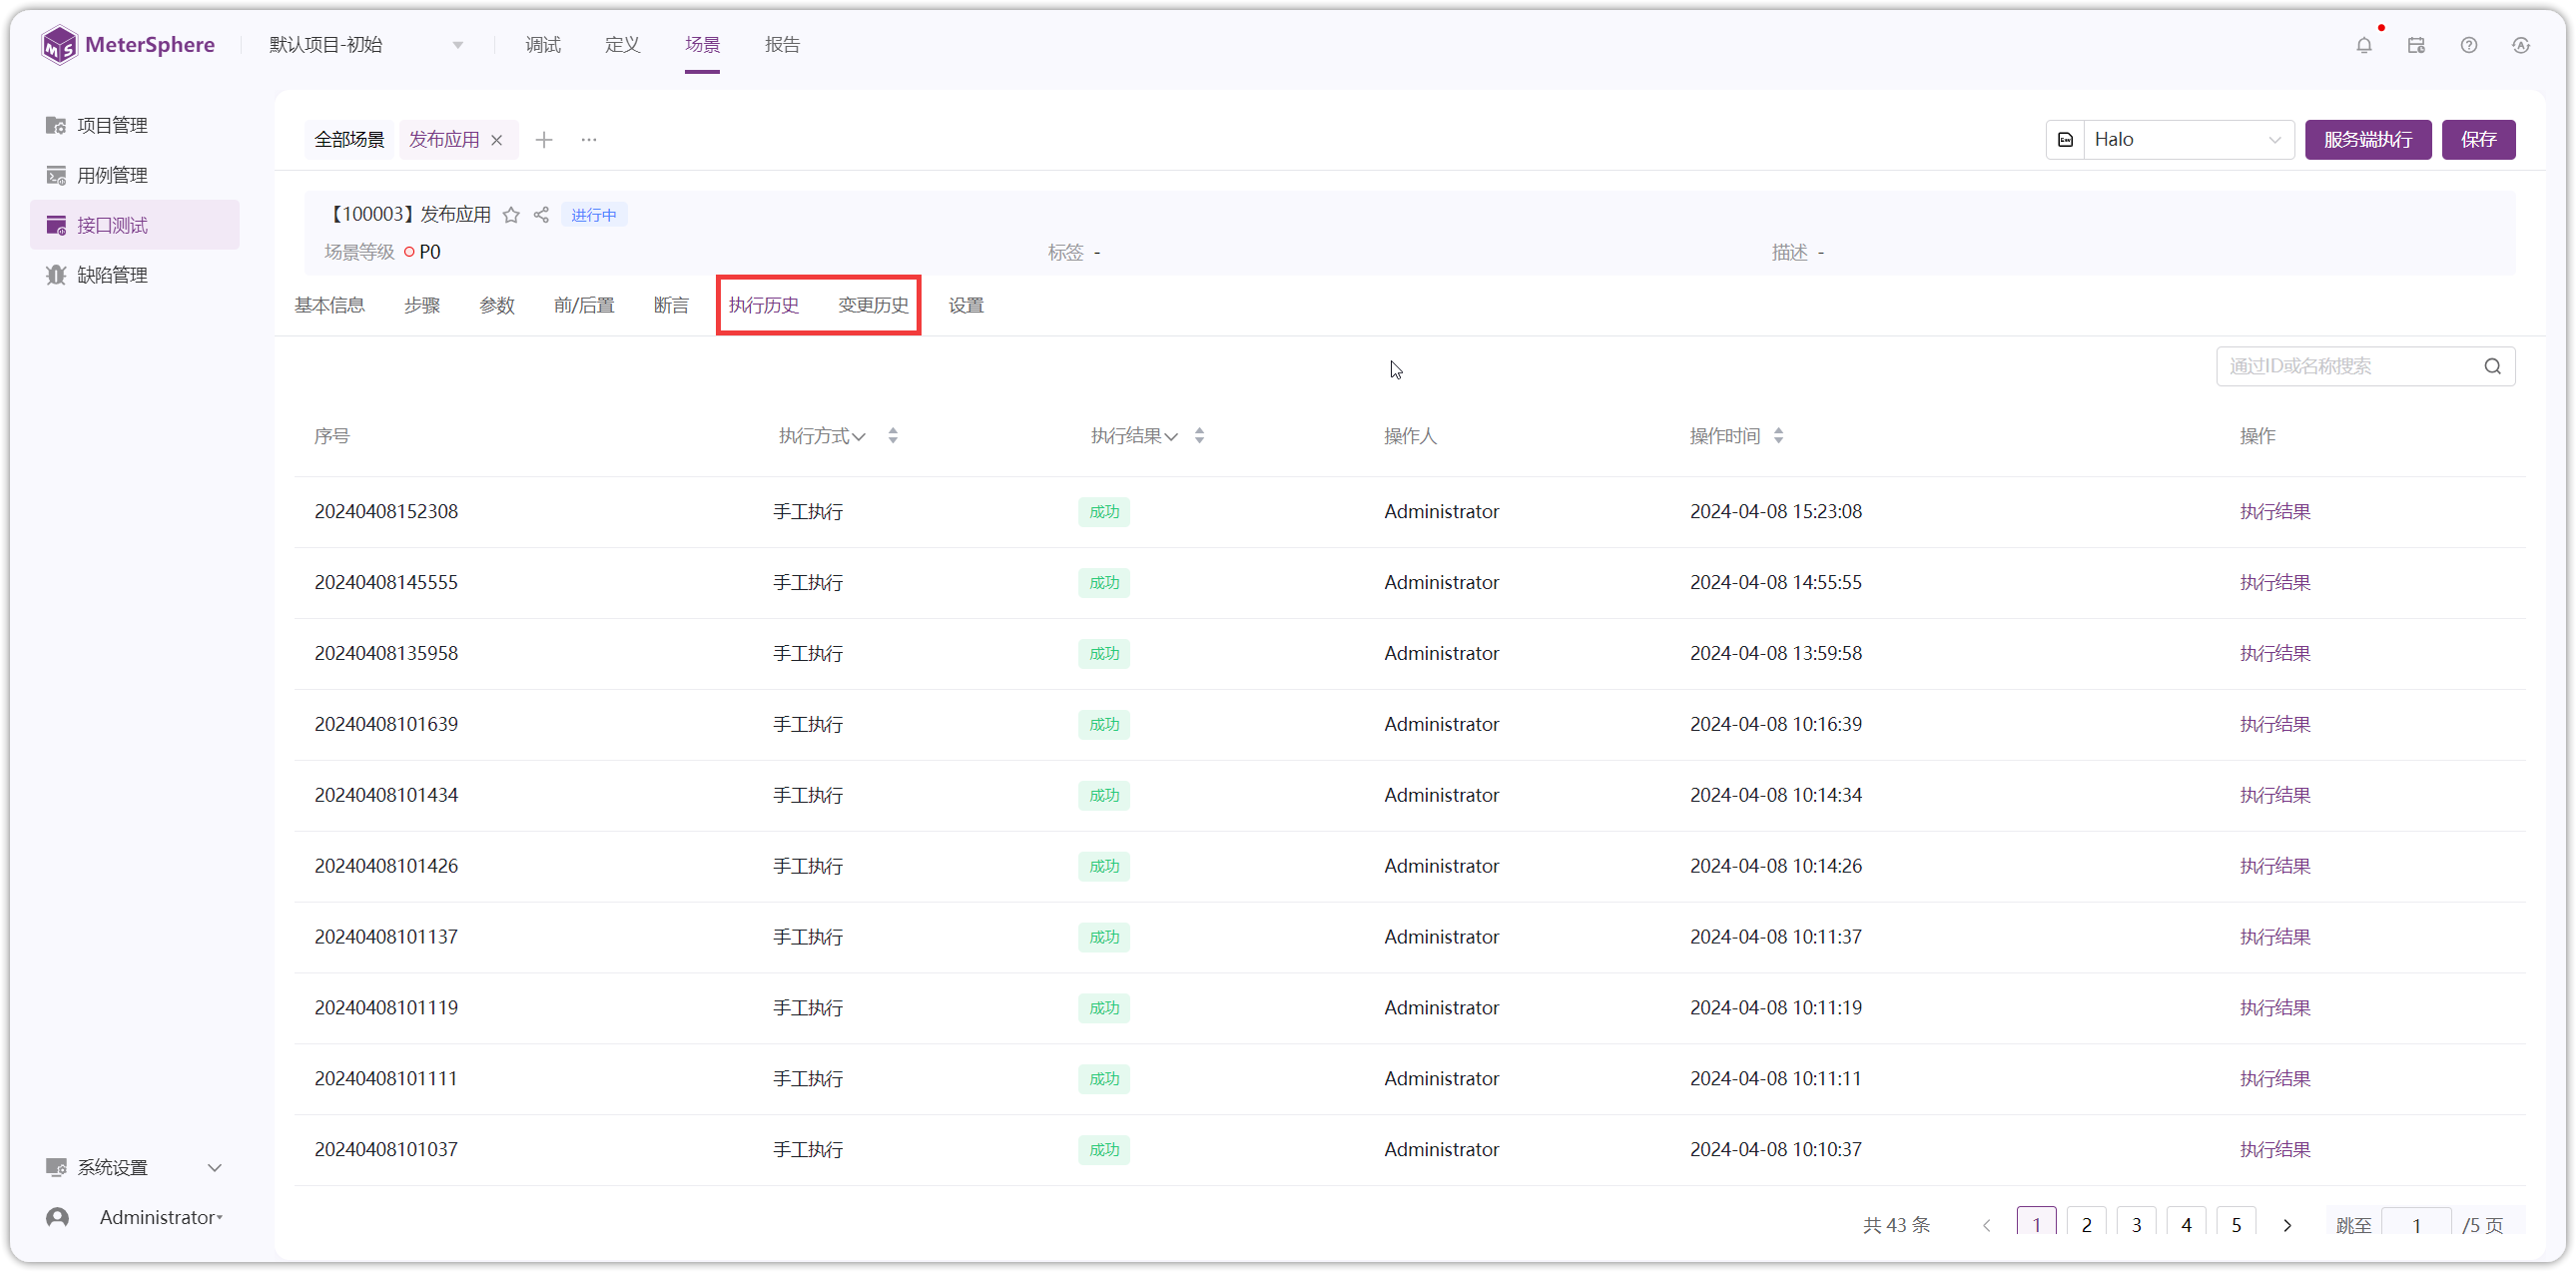 MeterSphere 默认项目-初始 调试 定义 场景 报告
项目管理
用例管理
接口测试
缺陷管理
系统设置
Administrator
全部场景 发布应用 Halo 服务端执行 保存
【100003】发布应用 进行中
场景等级 P0 标签 - 描述 -
基本信息 步骤 参数 前/后置 断言 执行历史 变更历史 设置
通过ID或名称搜索
序号 执行方式 执行结果 操作人 操作时间 操作
20240408152308 手工执行 成功 Administrator 2024-04-08 15:23:08 执行结果
20240408145555 手工执行 成功 Administrator 2024-04-08 14:55:55 执行结果
20240408135958 手工执行 成功 Administrator 2024-04-08 13:59:58 执行结果
20240408101639 手工执行 成功 Administrator 2024-04-08 10:16:39 执行结果
20240408101434 手工执行 成功 Administrator 2024-04-08 10:14:34 执行结果
20240408101426 手工执行 成功 Administrator 2024-04-08 10:14:26 执行结果
20240408101137 手工执行 成功 Administrator 2024-04-08 10:11:37 执行结果
20240408101119 手工执行 成功 Administrator 2024-04-08 10:11:19 执行结果
20240408101111 手工执行 成功 Administrator 2024-04-08 10:11:11 执行结果
20240408101037 手工执行 成功 Administrator 2024-04-08 10:10:37 执行结果
共 43 条 1 2 3 4 5 跳至 1 /5 页